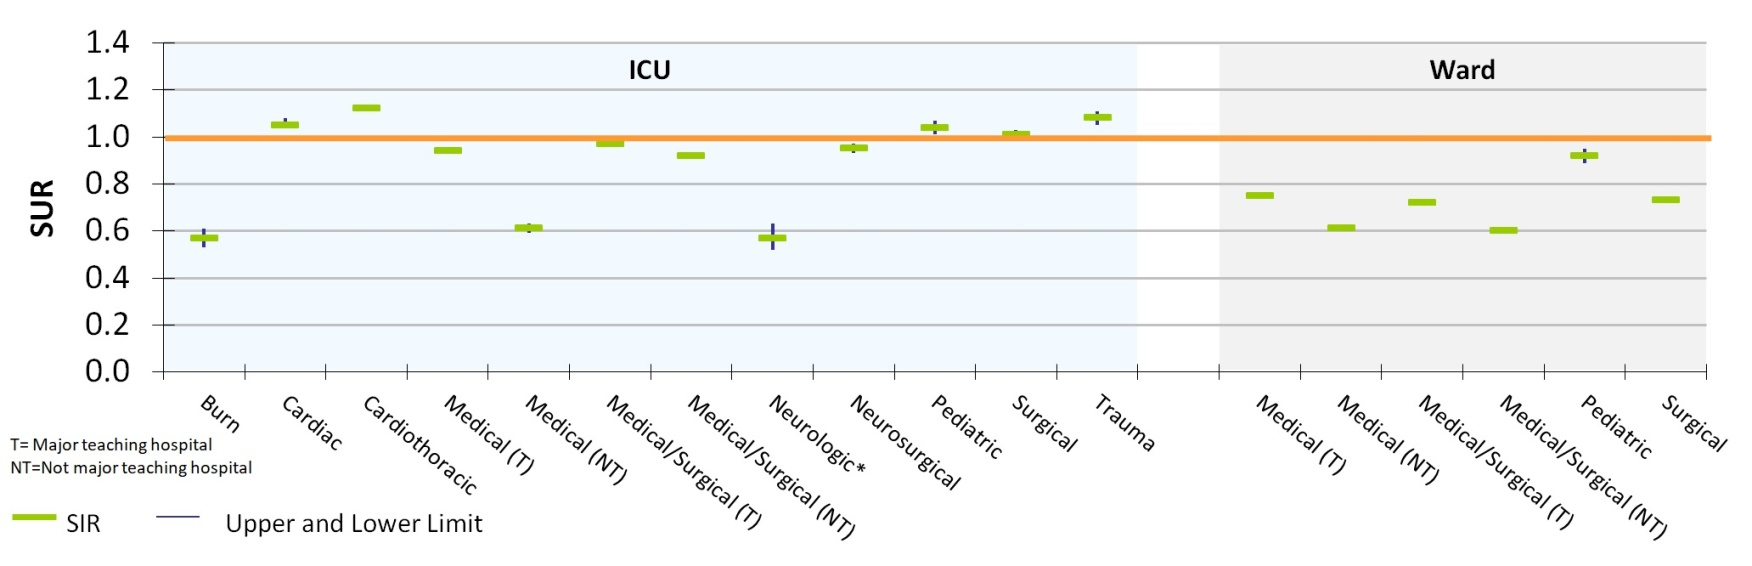 1.4
1.2
1.0
0.8
0.6
0.4
0.2
0.0
SUR
ICU
Ward
Burn
Cardiac
Cardiothoracic
Medical (T)
Medical (NT)
Medical/Surgical (T)
Medical/Surgical (NT)
Neurologic*
Neurosurgical
Pediatric
Surgical
Trauma
Medical (T)
Medical (NT)
Medical/Surgical (T)
Medical/Surgical (NT)
Pediatric
Surgical
T= Major teaching hospital
NT=Not major teaching hospital
SIR
Upper and Lower Limit